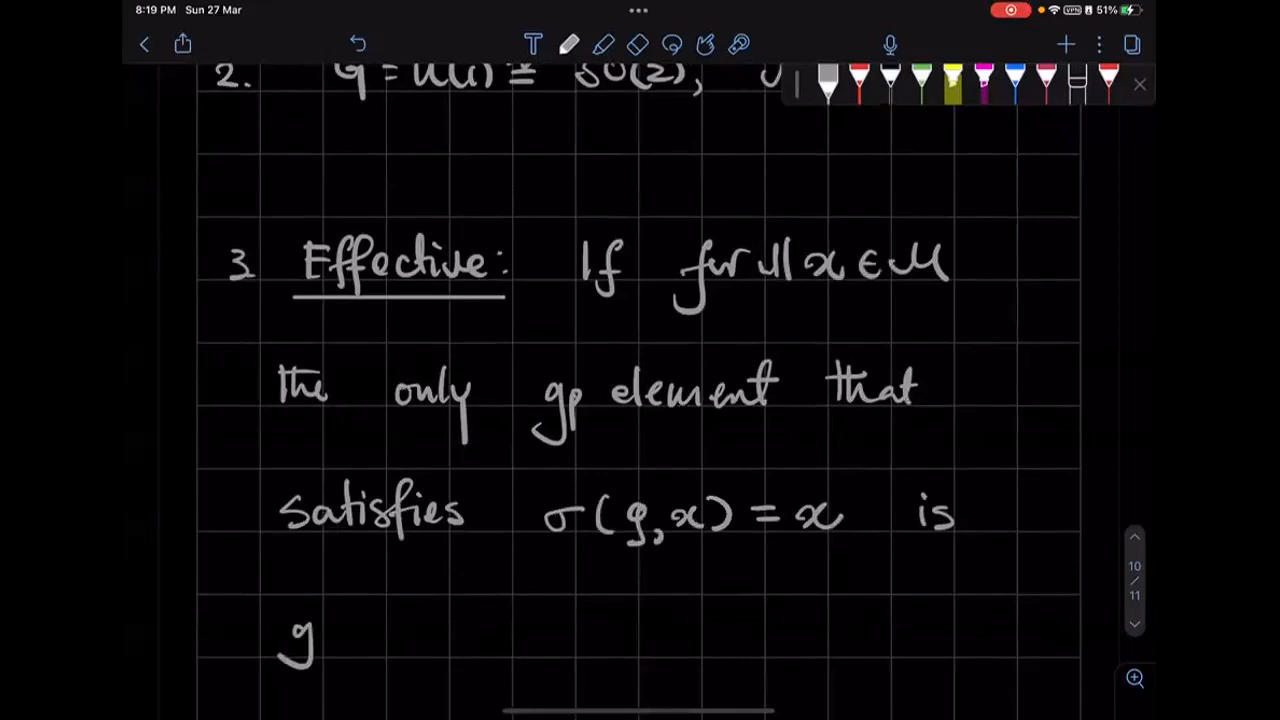 8:19 PM Sun 27 Mar
51%
2.
3 Effective: If for all x ∈ M
the only gp element that
satisfies σ(g,x) = x is
g
10
/
11